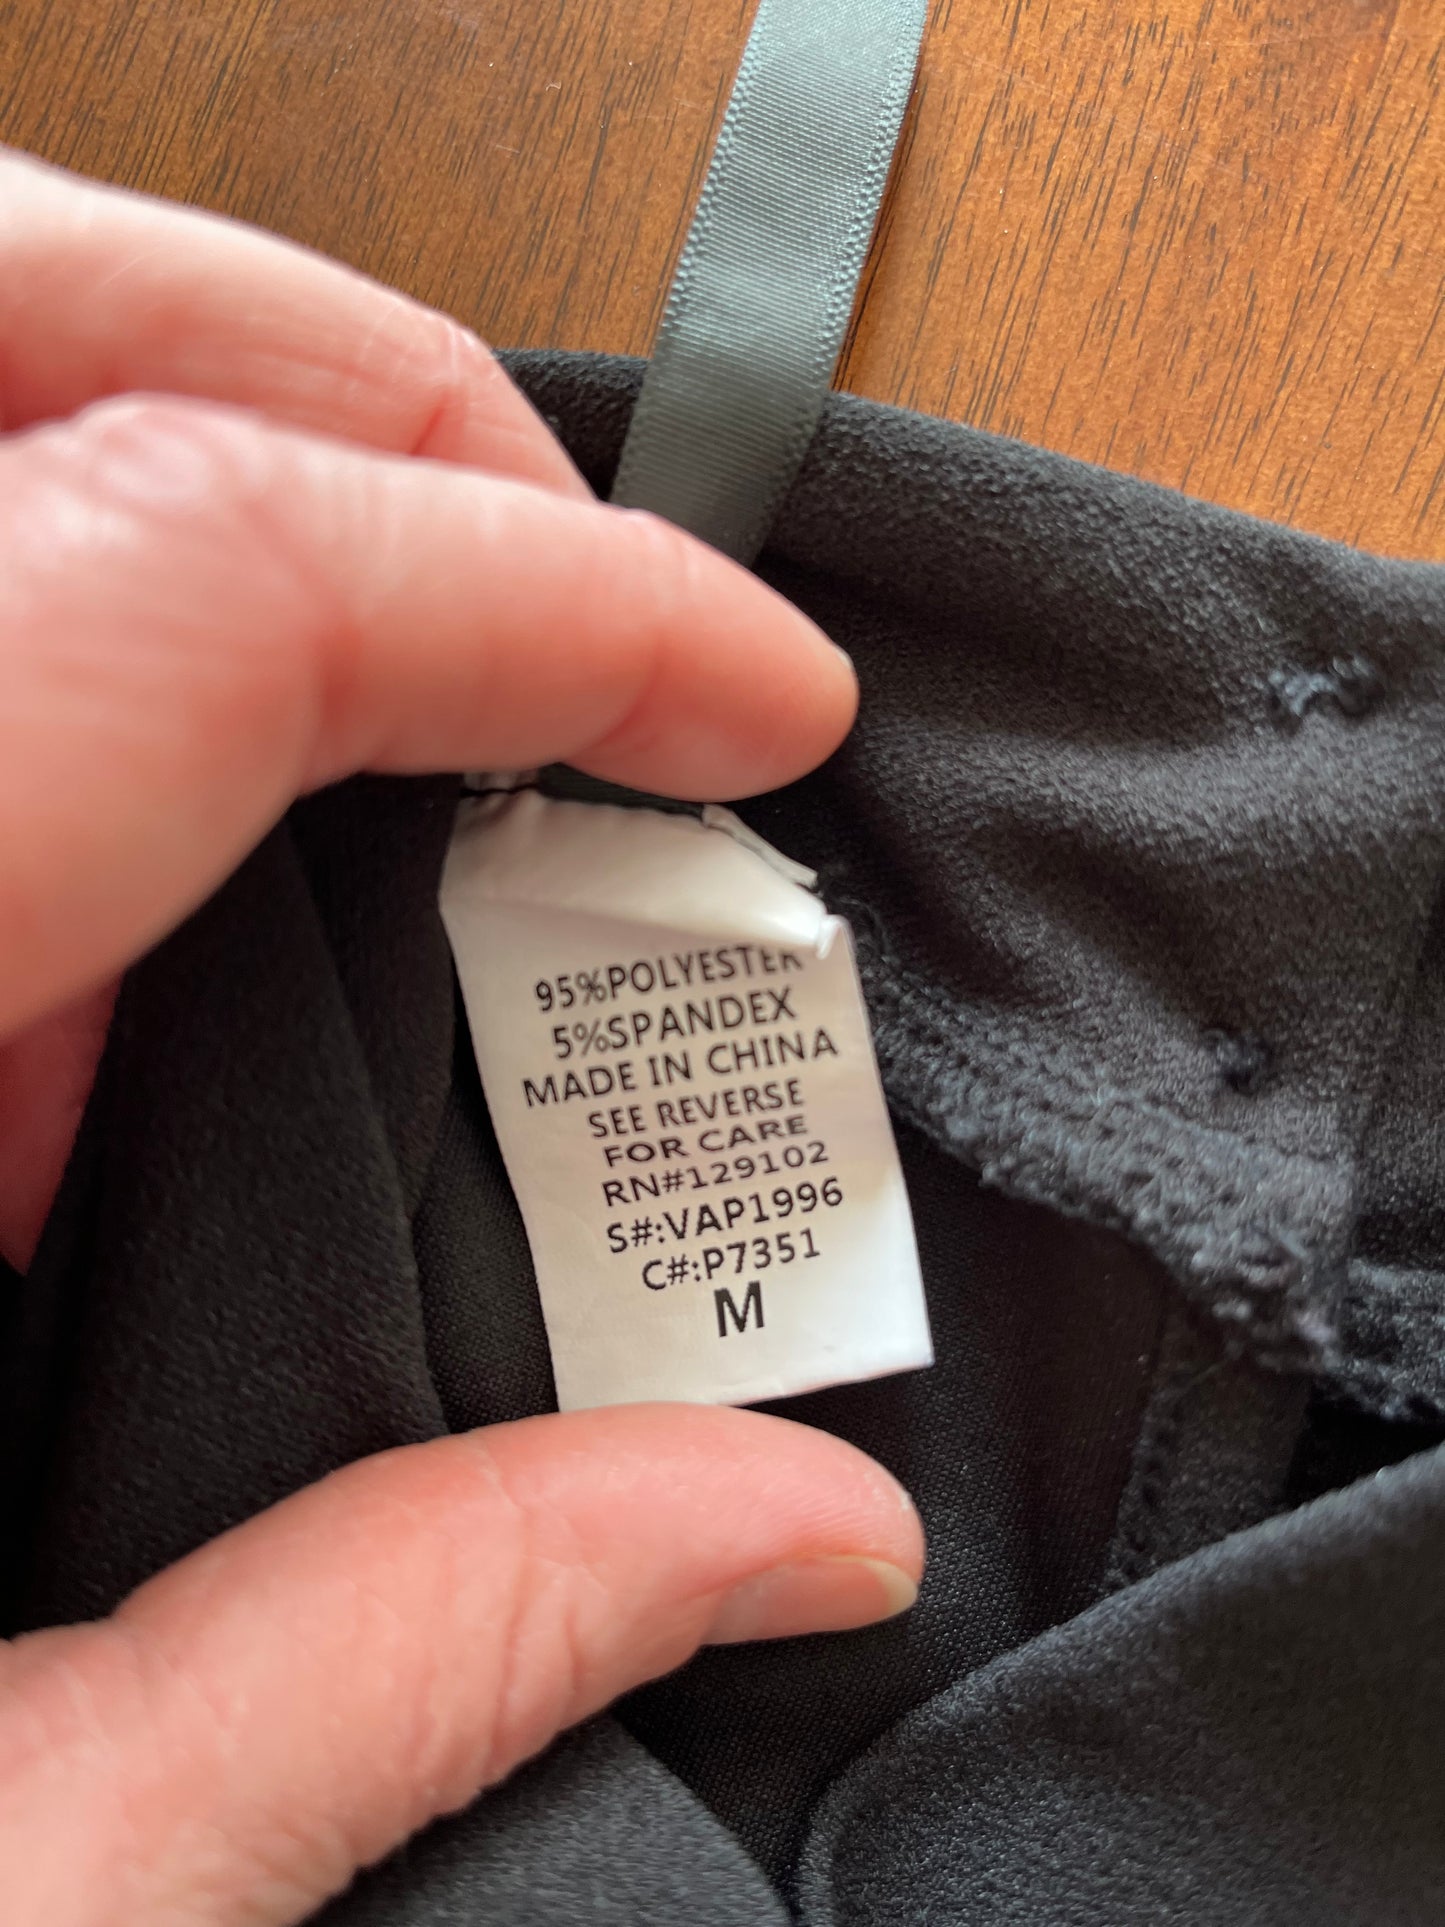 95%POLYESTER
5%SPANDEX
MADE IN CHINA
SEE REVERSE
FOR CARE
RN#129102
S#:VAP1996
C#:P7351
M